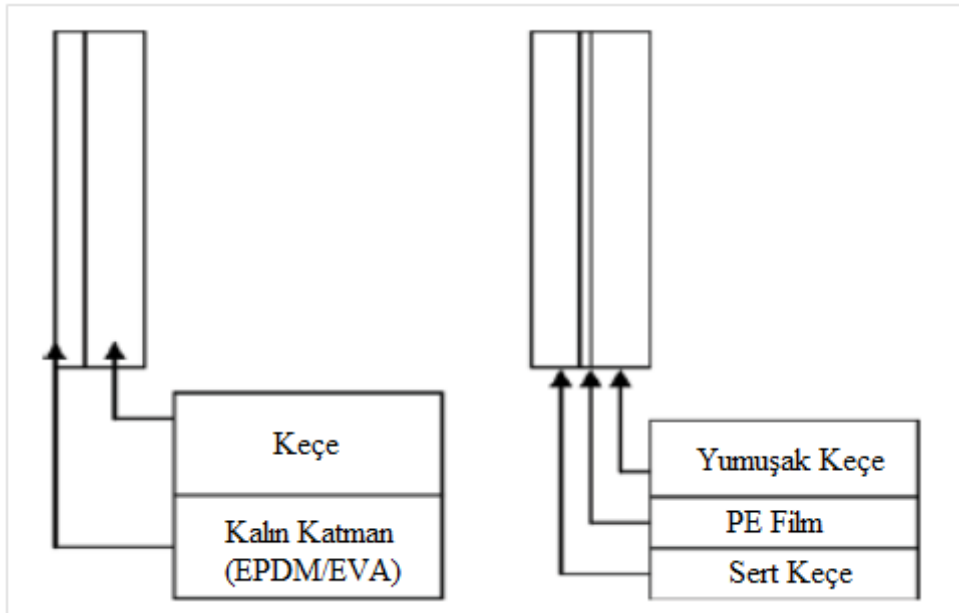 Keçe
Kalın Katman
(EPDM/EVA)
Yumuşak Keçe
PE Film
Sert Keçe